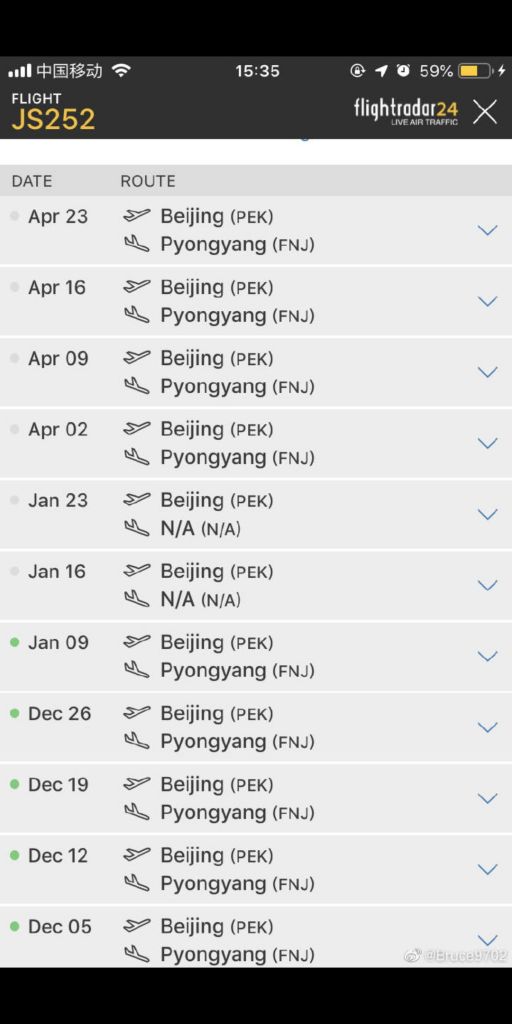 中国移动
15:35
59%
FLIGHT
JS252
flightradar24
LIVE AIR TRAFFIC
DATE ROUTE
Apr 23 Beijing (PEK)
Pyongyang (FNJ)
Apr 16 Beijing (PEK)
Pyongyang (FNJ)
Apr 09 Beijing (PEK)
Pyongyang (FNJ)
Apr 02 Beijing (PEK)
Pyongyang (FNJ)
Jan 23 Beijing (PEK)
N/A (N/A)
Jan 16 Beijing (PEK)
N/A (N/A)
Jan 09 Beijing (PEK)
Pyongyang (FNJ)
Dec 26 Beijing (PEK)
Pyongyang (FNJ)
Dec 19 Beijing (PEK)
Pyongyang (FNJ)
Dec 12 Beijing (PEK)
Pyongyang (FNJ)
Dec 05 Beijing (PEK)
Pyongyang (FNJ)
@Bruce9702